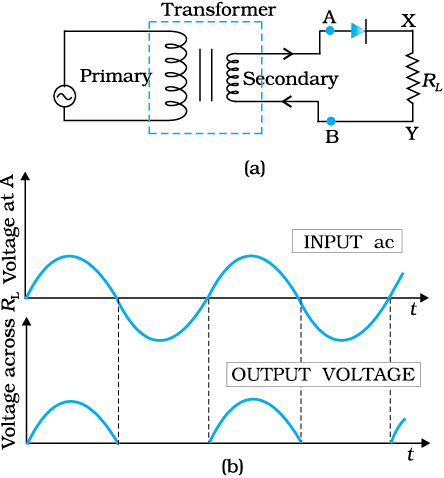 Transformer
A
X
Primary
Secondary
R_L
B
Y
(a)
Voltage at A
INPUT ac
t
Voltage across R_L
OUTPUT VOLTAGE
t
(b)